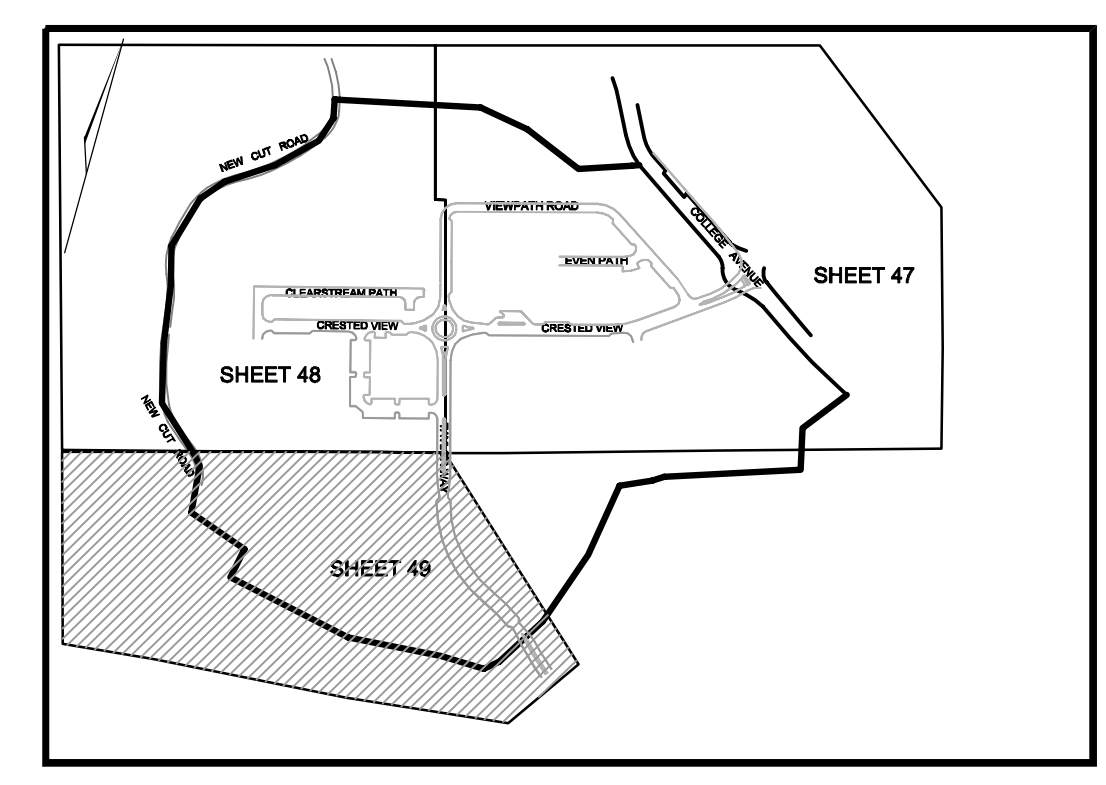 NEW CUT ROAD
VIEWPATH ROAD
COLLEGE AVENUE
EVEN PATH
SHEET 47
CLEARSTREAM PATH
CRESTED VIEW
CRESTED VIEW
SHEET 48
NEW CUT ROAD
SHEET 49